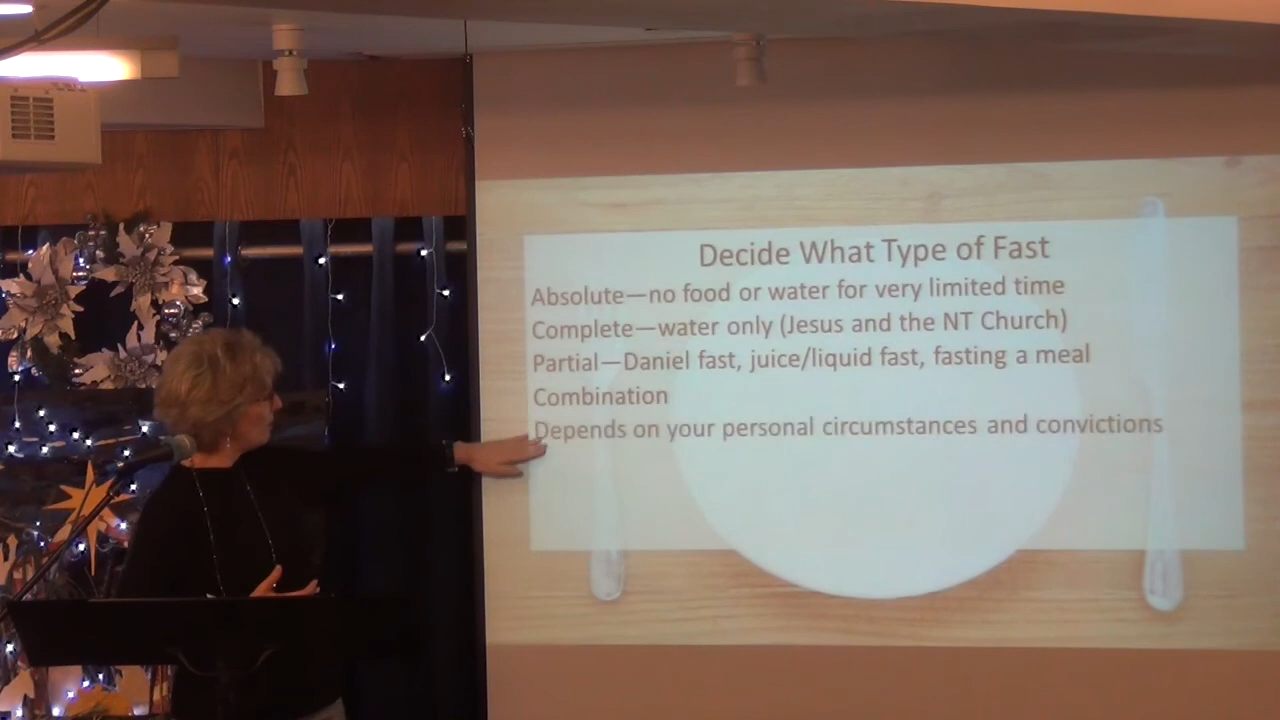 Decide What Type of Fast
Absolute—no food or water for very limited time
Complete—water only (Jesus and the NT Church)
Partial—Daniel fast, juice/liquid fast, fasting a meal
Combination
Depends on your personal circumstances and convictions